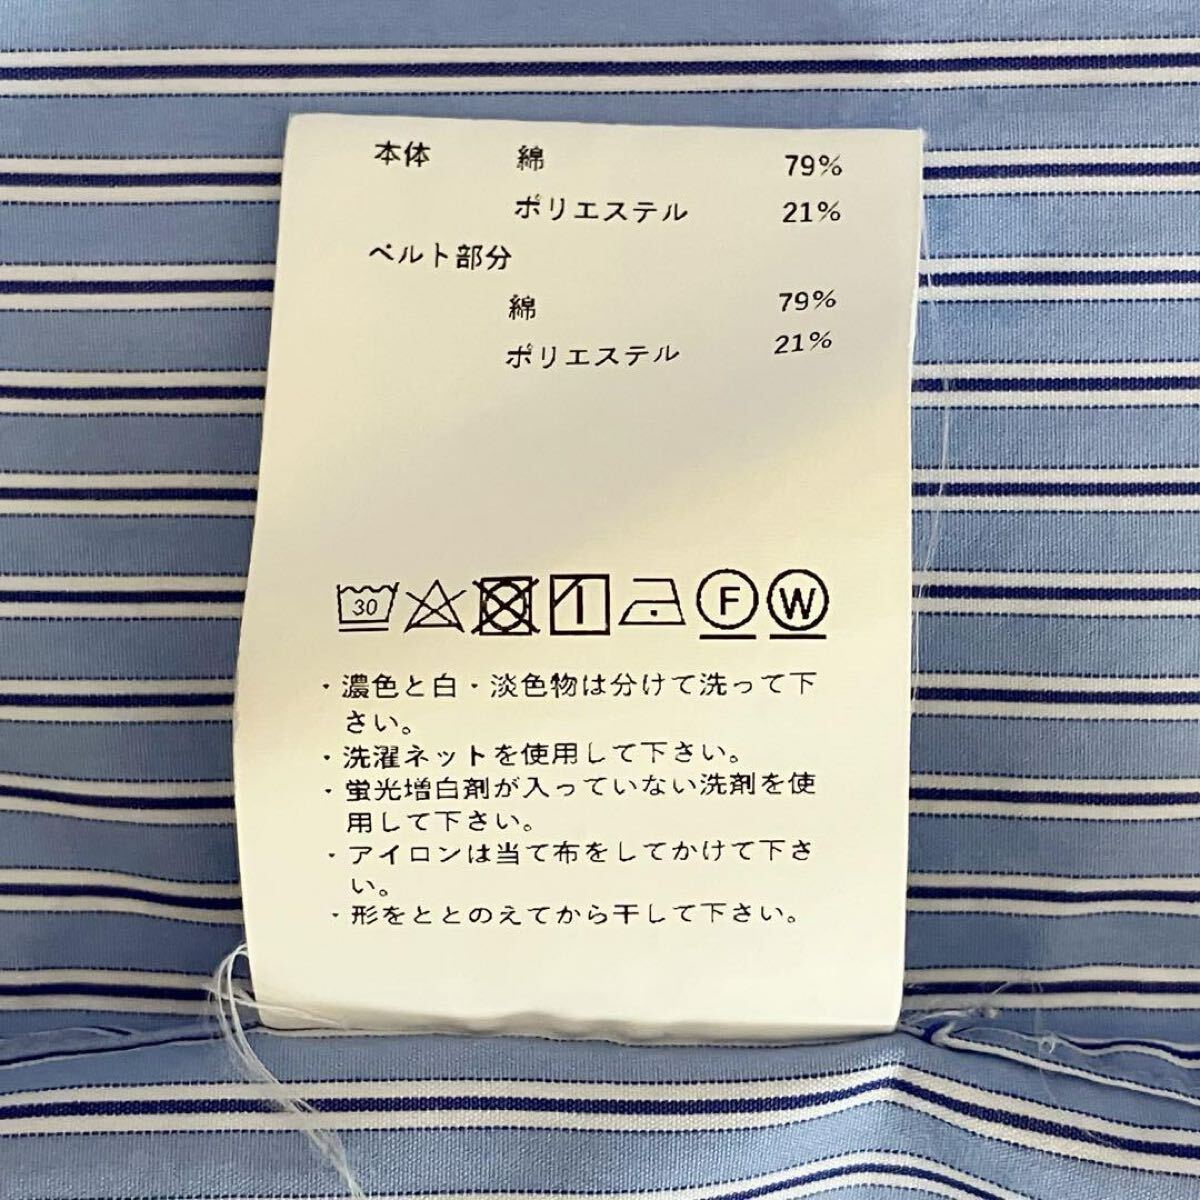 本体 綿 79%
ポリエステル 21%
ベルト部分
綿 79%
ポリエステル 21%
30 F W
・濃色と白・淡色物は分けて洗って下
さい。
・洗濯ネットを使用して下さい。
・蛍光増白剤が入っていない洗剤を使
用して下さい。
・アイロンは当て布をしてかけて下さ
い。
・形をととのえてから干して下さい。